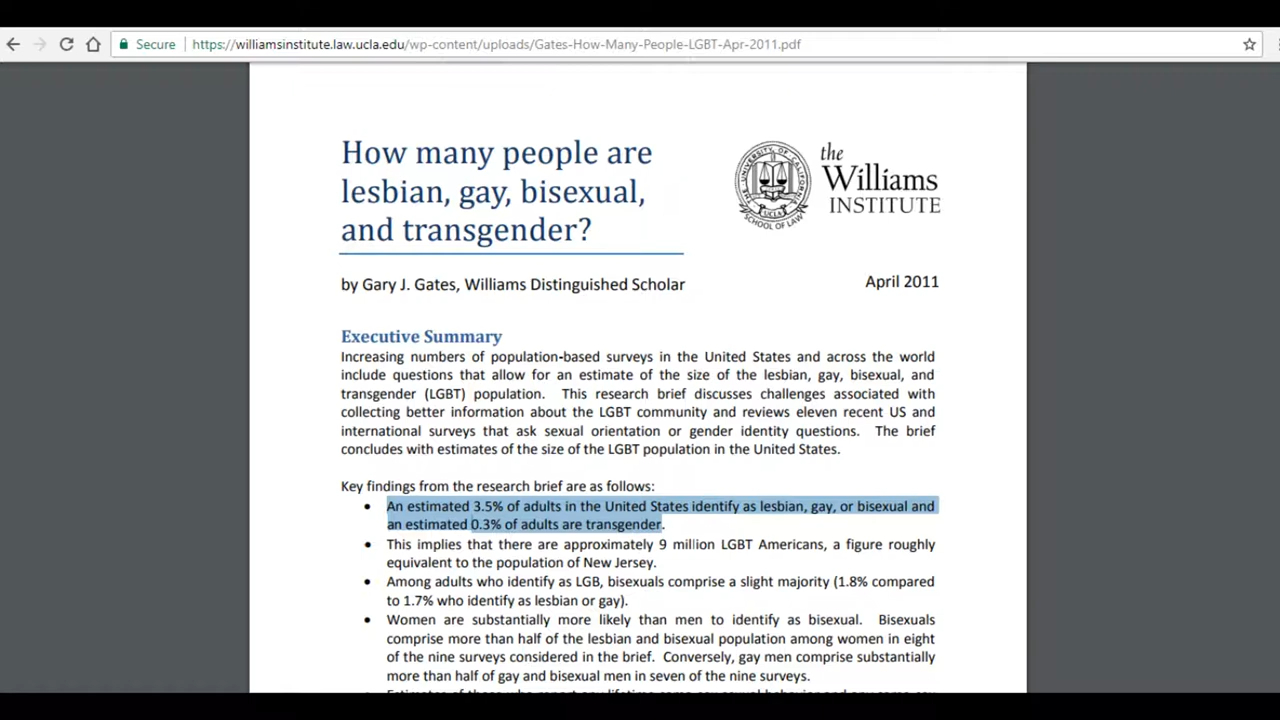 Secure https://williamsinstitute.law.ucla.edu/wp-content/uploads/Gates-How-Many-People-LGBT-Apr-2011.pdf
How many people are
lesbian, gay, bisexual,
and transgender?
THE UNIVERSITY OF CALIFORNIA
UCLA
SCHOOL OF LAW
the
Williams
INSTITUTE
by Gary J. Gates, Williams Distinguished Scholar
April 2011
Executive Summary
Increasing numbers of population-based surveys in the United States and across the world
include questions that allow for an estimate of the size of the lesbian, gay, bisexual, and
transgender (LGBT) population. This research brief discusses challenges associated with
collecting better information about the LGBT community and reviews eleven recent US and
international surveys that ask sexual orientation or gender identity questions. The brief
concludes with estimates of the size of the LGBT population in the United States.
Key findings from the research brief are as follows:
• An estimated 3.5% of adults in the United States identify as lesbian, gay, or bisexual and
an estimated 0.3% of adults are transgender.
• This implies that there are approximately 9 million LGBT Americans, a figure roughly
equivalent to the population of New Jersey.
• Among adults who identify as LGB, bisexuals comprise a slight majority (1.8% compared
to 1.7% who identify as lesbian or gay).
• Women are substantially more likely than men to identify as bisexual. Bisexuals
comprise more than half of the lesbian and bisexual population among women in eight
of the nine surveys considered in the brief. Conversely, gay men comprise substantially
more than half of gay and bisexual men in seven of the nine surveys.